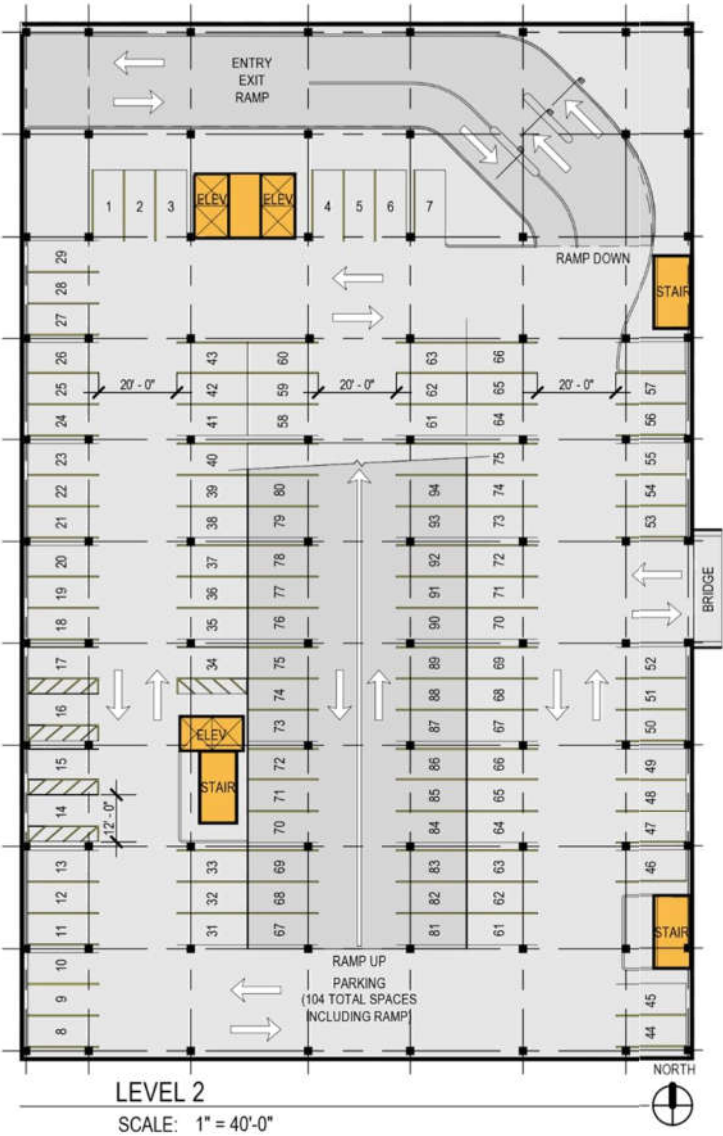 ENTRY
EXIT
RAMP
1 2 3 ELEV ELEV 4 5 6 7
RAMP DOWN
STAIR
29
28
27
26 43 60 63 66
20' - 0" 20' - 0" 20' - 0"
25 42 59 62 65 57
24 41 58 61 64 56
23 40 75 55
22 39 80 94 74 54
21 38 79 93 73 53
20 37 78 92 72
19 36 77 91 71
BRIDGE
18 35 76 90 70
17 34 75 89 69 52
16 74 88 68 51
73 87 67 50
ELEV
15 72 86 66 49
STAIR
14 71 85 65 48
12' - 0"
70 84 64 47
13 33 69 83 63 46
12 32 68 82 62
11 31 67 81 61
STAIR
10
RAMP UP
9 45
PARKING
(104 TOTAL SPACES
INCLUDING RAMP)
8 44
LEVEL 2
NORTH
SCALE: 1" = 40'-0"